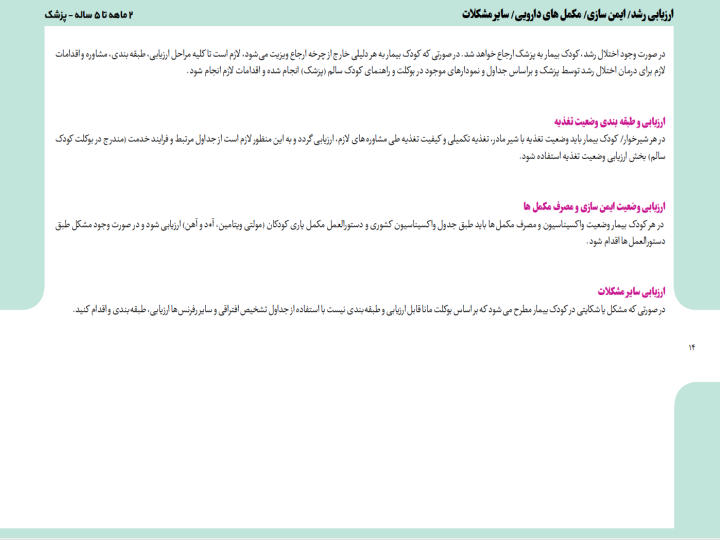 ارزیابی رشد/ ایمن سازی/ مکمل های دارویی/ سایر مشکلات
۲ ماهه تا ۵ ساله - پزشک
در صورت وجود اختلال رشد، کودک بیمار به پزشک ارجاع خواهد شد. در صورتی که کودک بیمار به هر دلیلی خارج از چرخه ارجاع ویزیت می‌شود، لازم است تا کلیه مراحل ارزیابی، طبقه بندی، مشاوره و اقدامات
لازم برای درمان اختلال رشد توسط پزشک و براساس جداول و نمودارهای موجود در بوکلت و راهنمای کودک سالم (پزشک) انجام شده و اقدامات لازم انجام شود.
ارزیابی و طبقه بندی وضعیت تغذیه
در هر شیرخوار/ کودک بیمار باید وضعیت تغذیه با شیر مادر، تغذیه تکمیلی و کیفیت تغذیه طی مشاوره های لازم، ارزیابی گردد و به این منظور لازم است از جداول مرتبط و فرایند خدمت (مندرج در بوکلت کودک
سالم) بخش ارزیابی وضعیت تغذیه استفاده شود.
ارزیابی وضعیت ایمن سازی و مصرف مکمل ها
در هر کودک بیمار وضعیت واکسیناسیون و مصرف مکمل ها باید طبق جدول واکسیناسیون کشوری و دستورالعمل مکمل یاری کودکان (مولتی ویتامین، آ+د و آهن) ارزیابی شود و در صورت وجود مشکل طبق
دستورالعمل ها اقدام شود.
ارزیابی سایر مشکلات
در صورتی که مشکل یا شکایتی در کودک بیمار مطرح می شود که بر اساس بوکلت مانا قابل ارزیابی و طبقه بندی نیست با استفاده از جداول تشخیص افتراقی و سایر رفرنس‌ها ارزیابی، طبقه بندی و اقدام کنید.
۱۴